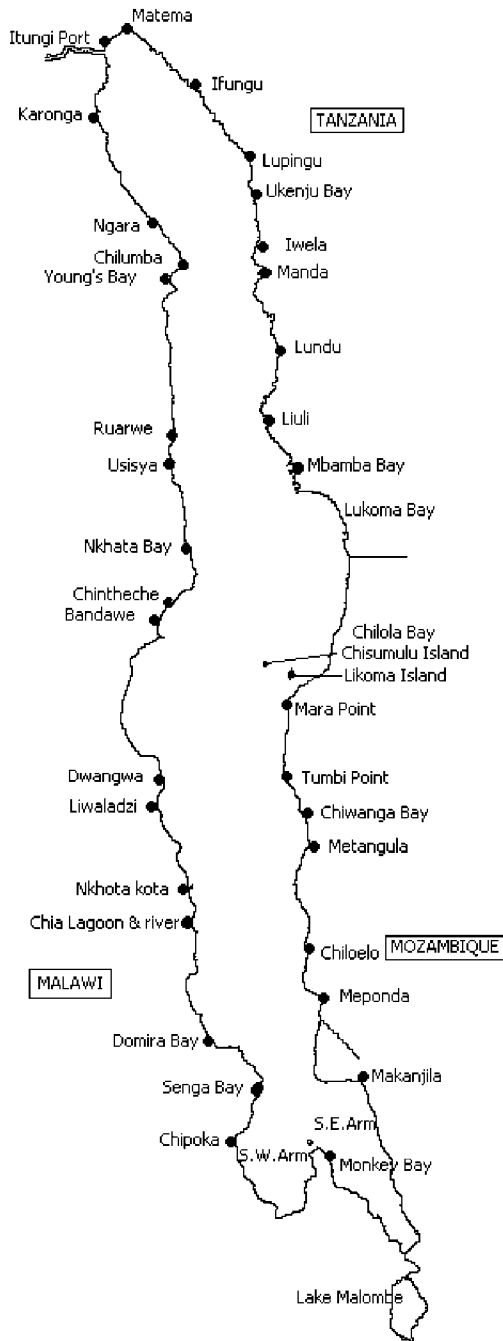 Matema
Itungi Port
Ifungu
Karonga
TANZANIA
Lupingu
Ukenju Bay
Ngara
Iwela
Chilumba
Manda
Young's Bay
Lundu
Liuli
Ruarwe
Usisya
Mbamba Bay
Lukoma Bay
Nkhata Bay
Chintheche
Bandawe
Chilola Bay
Chisumulu Island
Likoma Island
Mara Point
Dwangwa
Tumbi Point
Liwaladzi
Chiwanga Bay
Metangula
Nkhota kota
Chia Lagoon & river
Chiloelo
MOZAMBIQUE
MALAWI
Meponda
Domira Bay
Makanjila
Senga Bay
S.E.Arm
Chipoka
S.W.Arm
Monkey Bay
Lake Malombe